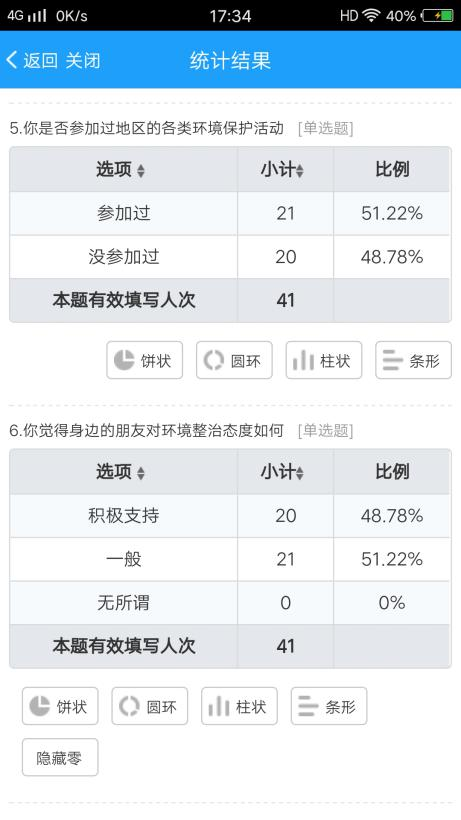 4G 0K/s 17:34 HD 40%
返回 关闭 统计结果
5.你是否参加过地区的各类环境保护活动 [单选题]
选项 小计 比例
参加过 21 51.22%
没参加过 20 48.78%
本题有效填写人次 41
饼状 圆环 柱状 条形
6.你觉得身边的朋友对环境整治态度如何 [单选题]
选项 小计 比例
积极支持 20 48.78%
一般 21 51.22%
无所谓 0 0%
本题有效填写人次 41
饼状 圆环 柱状 条形
隐藏零